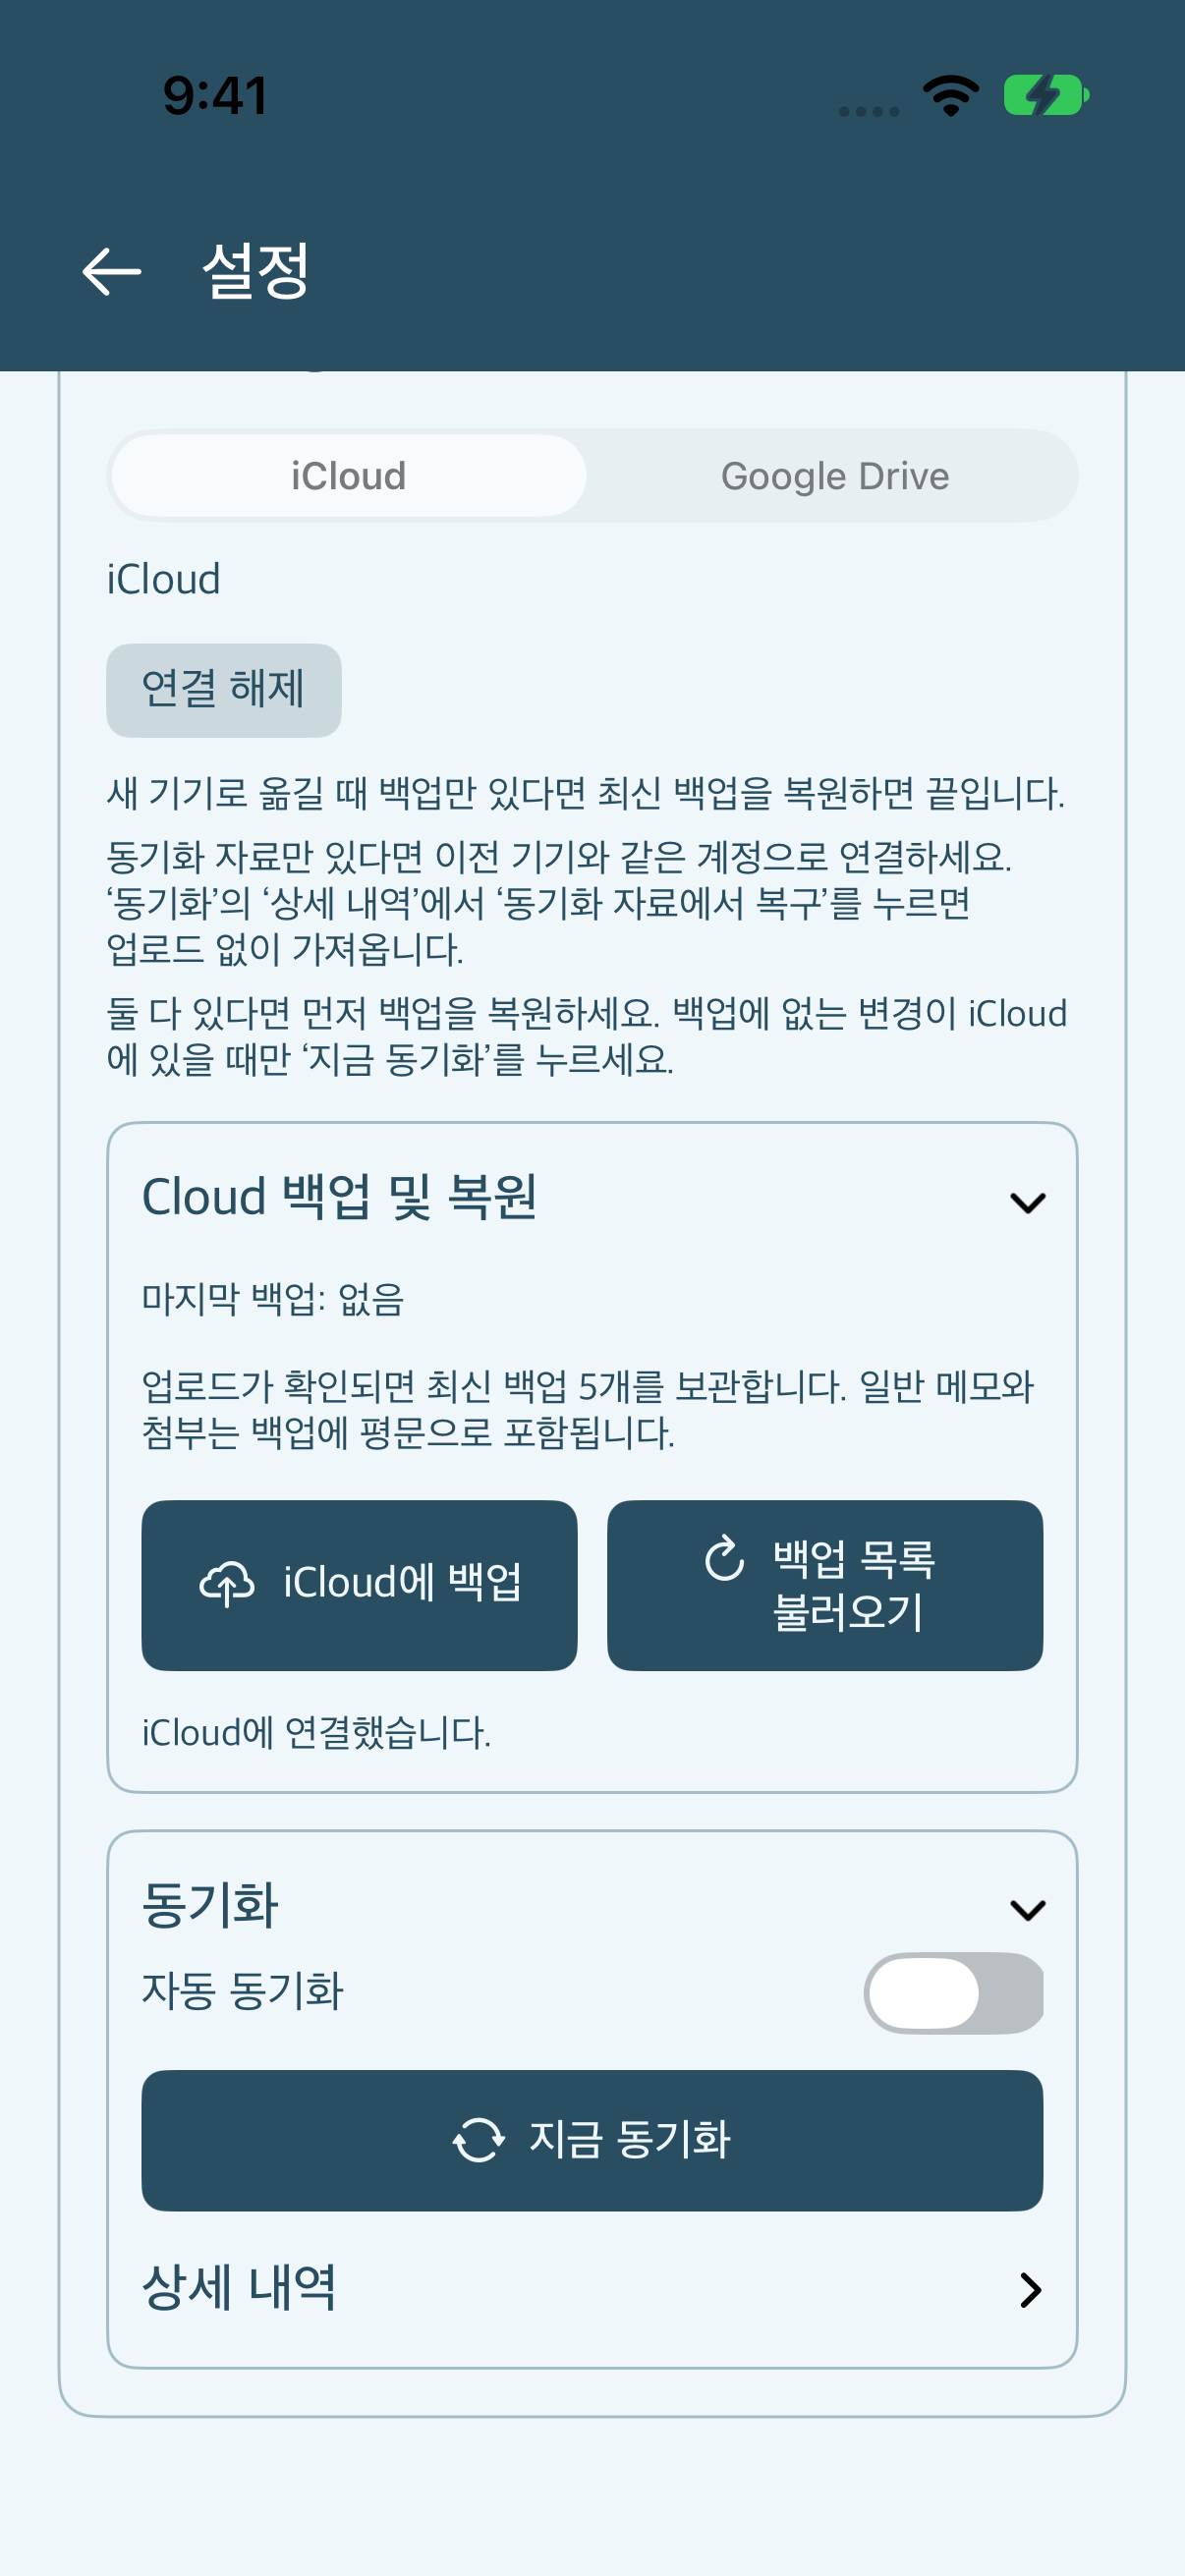 9:41
설정
iCloud
Google Drive
iCloud
연결 해제
새 기기로 옮길 때 백업만 있다면 최신 백업을 복원하면 끝입니다.
동기화 자료만 있다면 이전 기기와 같은 계정으로 연결하세요.
‘동기화’의 ‘상세 내역’에서 ‘동기화 자료에서 복구’를 누르면
업로드 없이 가져옵니다.
둘 다 있다면 먼저 백업을 복원하세요. 백업에 없는 변경이 iCloud
에 있을 때만 ‘지금 동기화’를 누르세요.
Cloud 백업 및 복원
마지막 백업: 없음
업로드가 확인되면 최신 백업 5개를 보관합니다. 일반 메모와
첨부는 백업에 평문으로 포함됩니다.
iCloud에 백업
백업 목록
불러오기
iCloud에 연결했습니다.
동기화
자동 동기화
지금 동기화
상세 내역